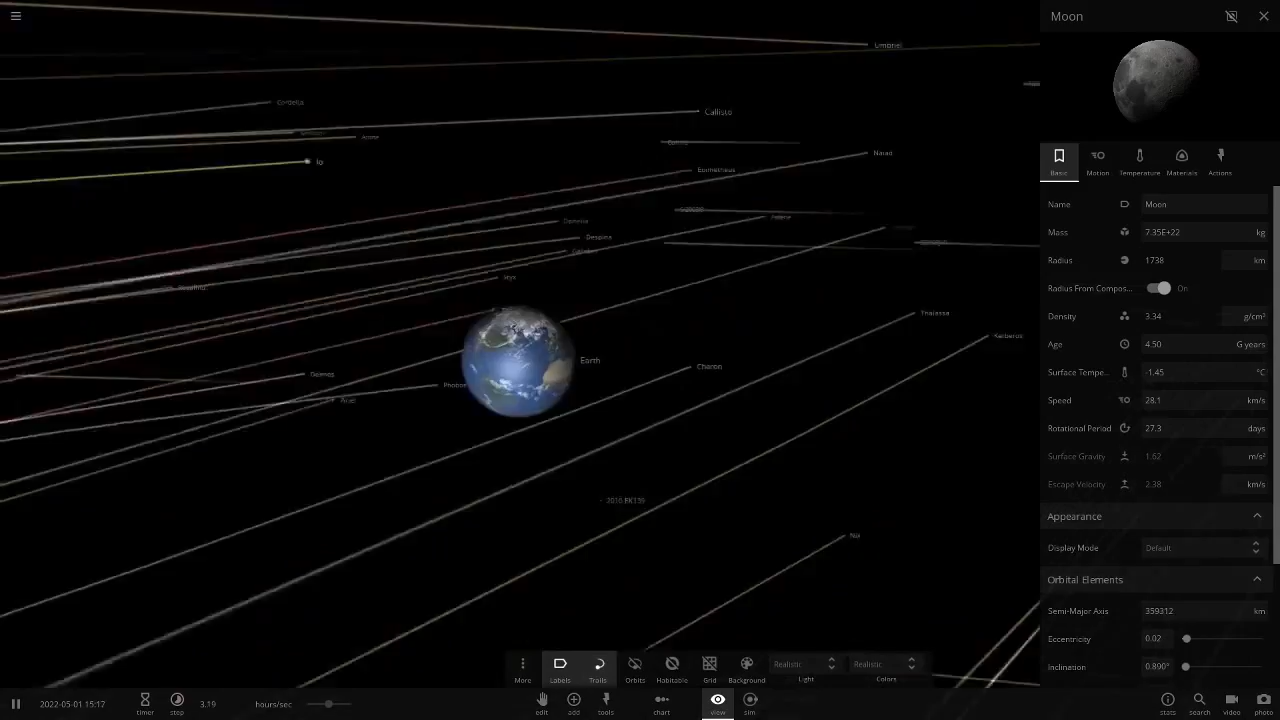 Moon
Umbriel
Cordelia
Callisto
Io
Naiad
Epimetheus
Despina
Styx
Thalassa
Kerberos
Earth
Charon
Deimos
Phobos
Ariel
2016 EK159
Nix
Basic
Motion
Temperature
Materials
Actions
Name Moon
Mass 7.35E+22 kg
Radius 1738 km
Radius From Compos... On
Density 3.34 g/cm³
Age 4.50 G years
Surface Tempe... -1.45 °C
Speed 28.1 km/s
Rotational Period 27.3 days
Surface Gravity 1.62 m/s²
Escape Velocity 2.38 km/s
Appearance
Display Mode Default
Orbital Elements
Semi-Major Axis 359312 km
Eccentricity 0.02
Inclination 0.890°
More
Labels
Trails
Orbits
Habitable
Grid
Background
Realistic
Light
Realistic
Colors
2022-05-01 15:17
timer
step
3.19 hours/sec
edit
add
tools
chart
view
sim
stats
search
video
photo